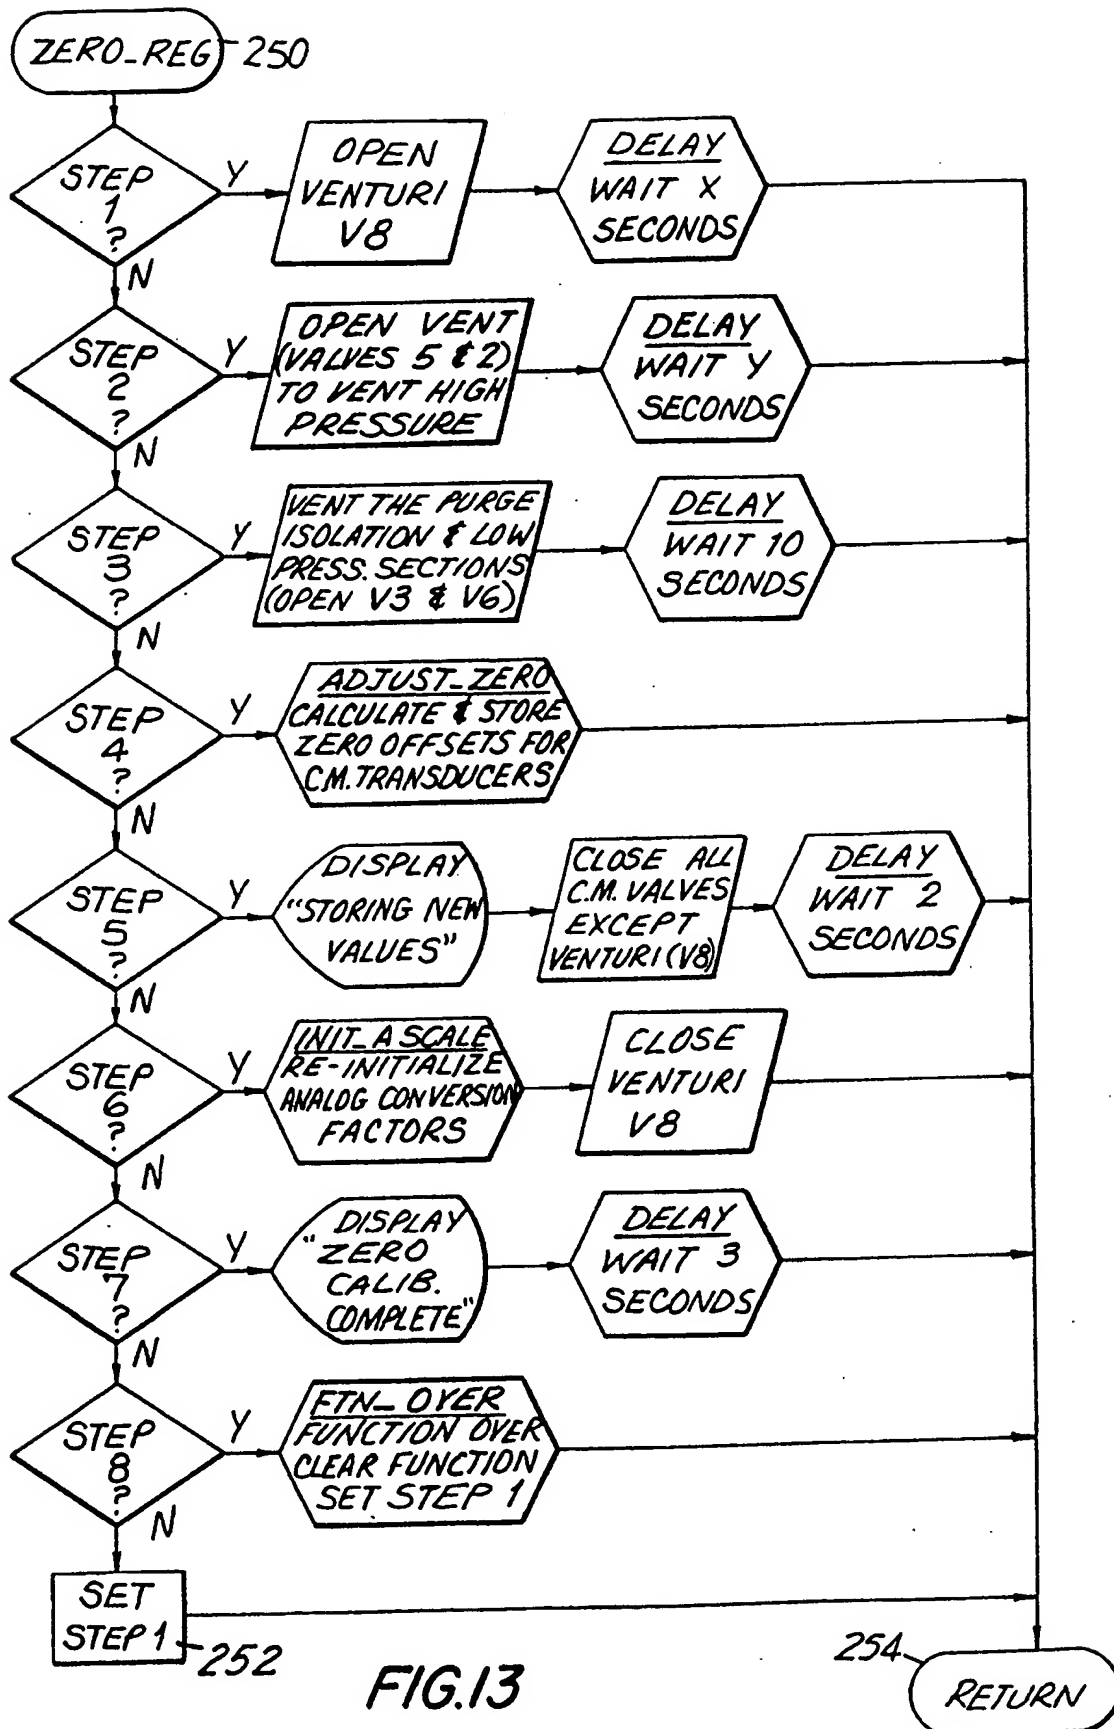 ZERO_REG 250
STEP
1
?
Y
N
OPEN
VENTURI
V8
DELAY
WAIT X
SECONDS
STEP
2
?
Y
N
OPEN VENT
(VALVES 5 & 2)
TO VENT HIGH
PRESSURE
DELAY
WAIT Y
SECONDS
STEP
3
?
Y
N
VENT THE PURGE
ISOLATION & LOW
PRESS. SECTIONS
(OPEN V3 & V6)
DELAY
WAIT 10
SECONDS
STEP
4
?
Y
N
ADJUST_ZERO
CALCULATE & STORE
ZERO OFFSETS FOR
C.M. TRANSDUCERS
STEP
5
?
Y
N
DISPLAY
"STORING NEW
VALUES"
CLOSE ALL
C.M. VALVES
EXCEPT
VENTURI (V8)
DELAY
WAIT 2
SECONDS
STEP
6
?
Y
N
INIT_A SCALE
RE-INITIALIZE
ANALOG CONVERSION
FACTORS
CLOSE
VENTURI
V8
STEP
7
?
Y
N
DISPLAY
"ZERO
CALIB.
COMPLETE"
DELAY
WAIT 3
SECONDS
STEP
8
?
Y
N
FTN_OVER
FUNCTION OVER
CLEAR FUNCTION
SET STEP 1
SET
STEP 1
252
254
RETURN
FIG.13